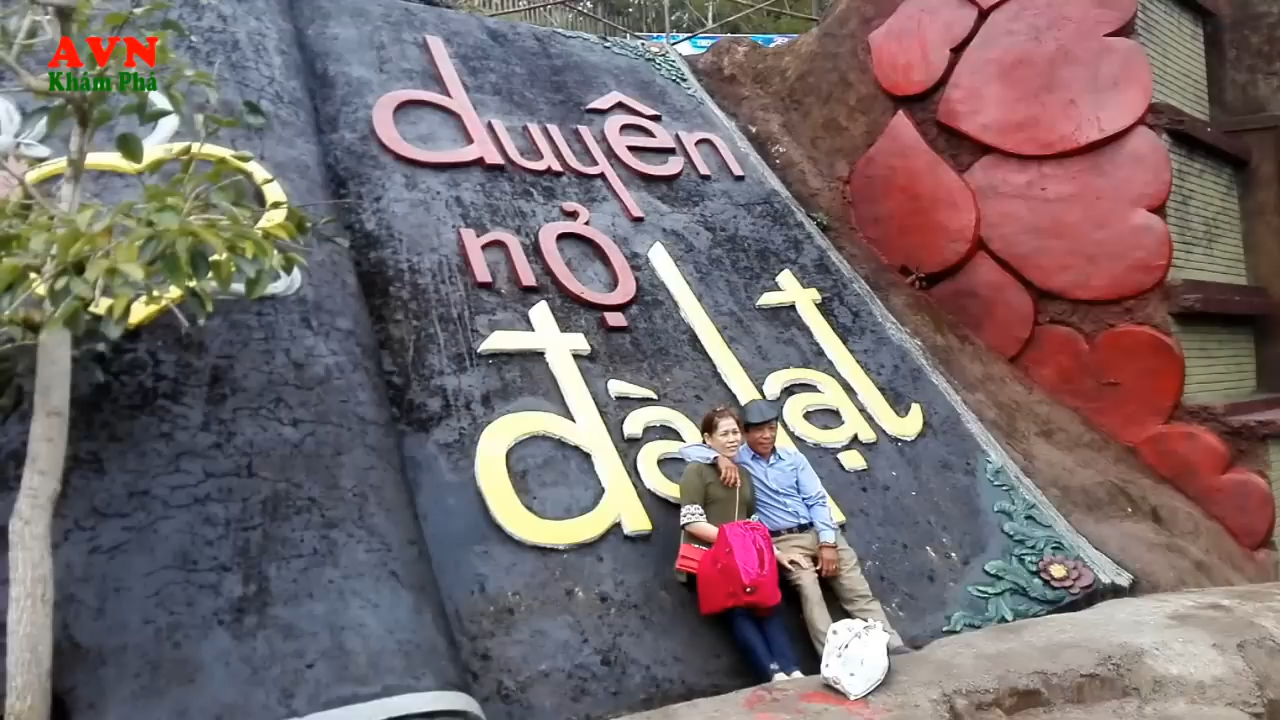 AVN
Khám Phá
duyên
nợ
đà lạt